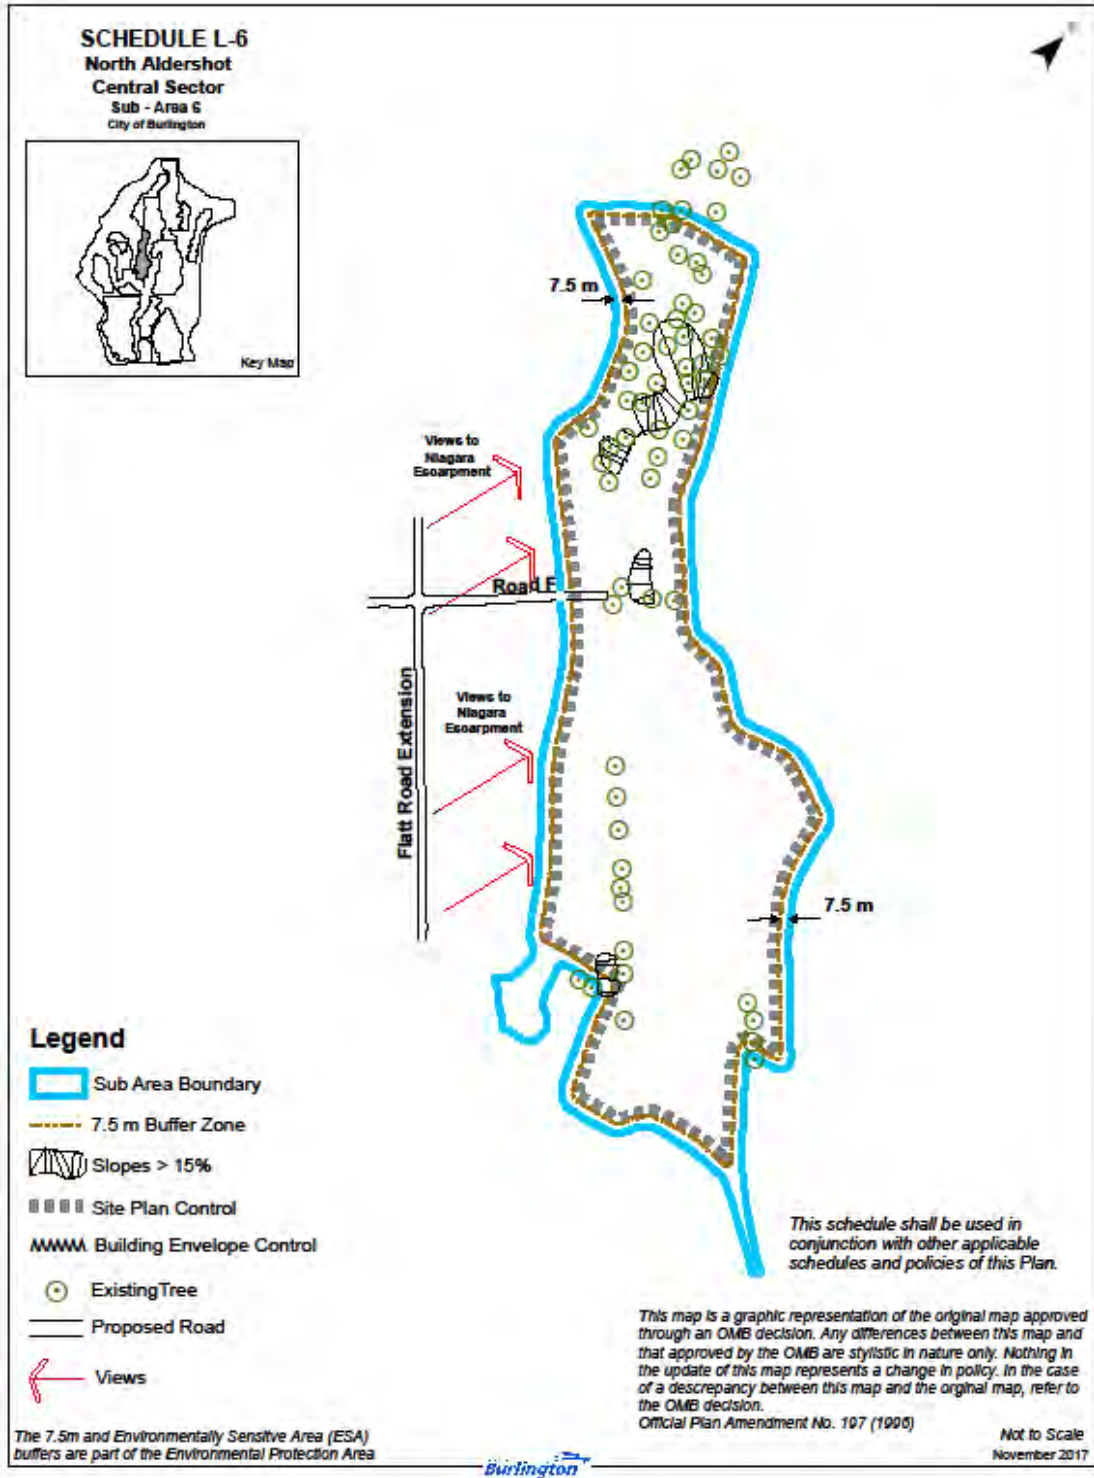 SCHEDULE L-6
North Aldershot
Central Sector
Sub - Area 6
City of Burlington
Key Map
7.5 m
Views to
Niagara
Escarpment
Road F
Flatt Road Extension
Views to
Niagara
Escarpment
7.5 m
Legend
Sub Area Boundary
7.5 m Buffer Zone
Slopes > 15%
Site Plan Control
Building Envelope Control
ExistingTree
Proposed Road
Views
This schedule shall be used in
conjunction with other applicable
schedules and policies of this Plan.
This map is a graphic representation of the original map approved
through an OMB decision. Any differences between this map and
that approved by the OMB are stylistic in nature only. Nothing in
the update of this map represents a change in policy. In the case
of a descrepancy between this map and the orginal map, refer to
the OMB decision.
Official Plan Amendment No. 197 (1996)
The 7.5m and Environmentally Sensitve Area (ESA)
buffers are part of the Environmental Protection Area
Burlington
Not to Scale
November 2017